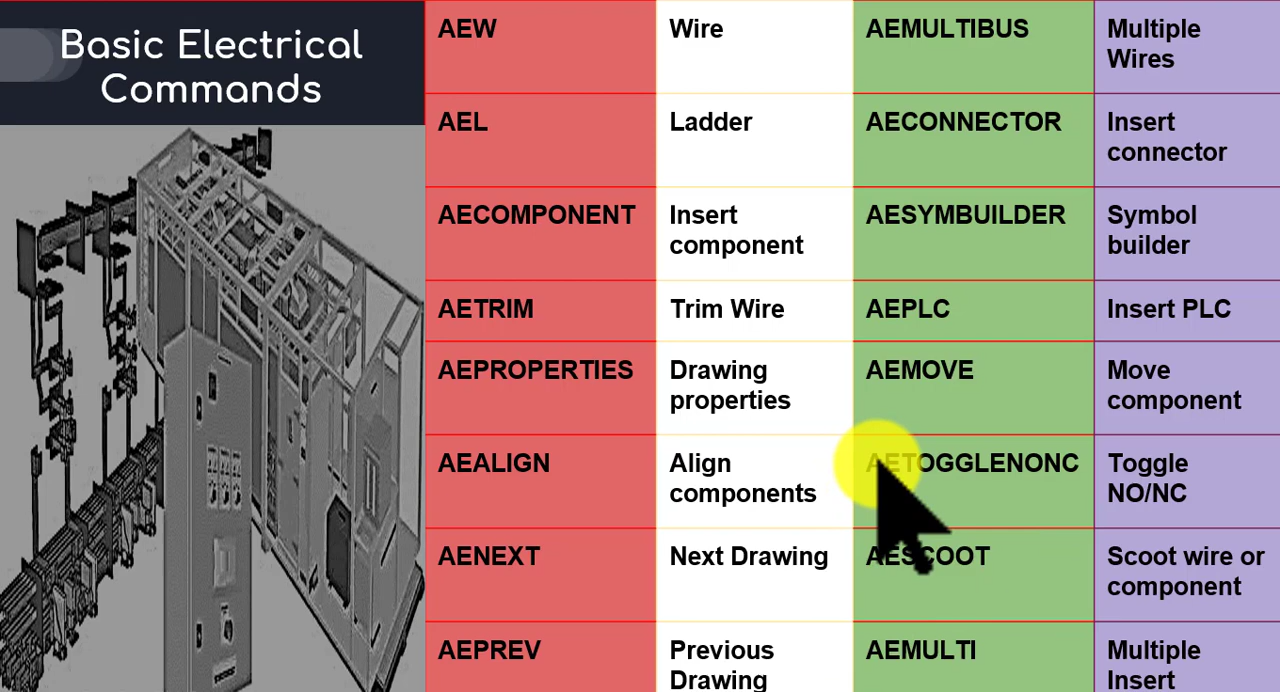 Basic Electrical
Commands
AEW
Wire
AEMULTIBUS
Multiple
Wires
AEL
Ladder
AECONNECTOR
Insert
connector
AECOMPONENT
Insert
component
AESYMBUILDER
Symbol
builder
AETRIM
Trim Wire
AEPLC
Insert PLC
AEPROPERTIES
Drawing
properties
AEMOVE
Move
component
AEALIGN
Align
components
AETOGGLENONC
Toggle
NO/NC
AENEXT
Next Drawing
AESCOOT
Scoot wire or
component
AEPREV
Previous
Drawing
AEMULTI
Multiple
Insert